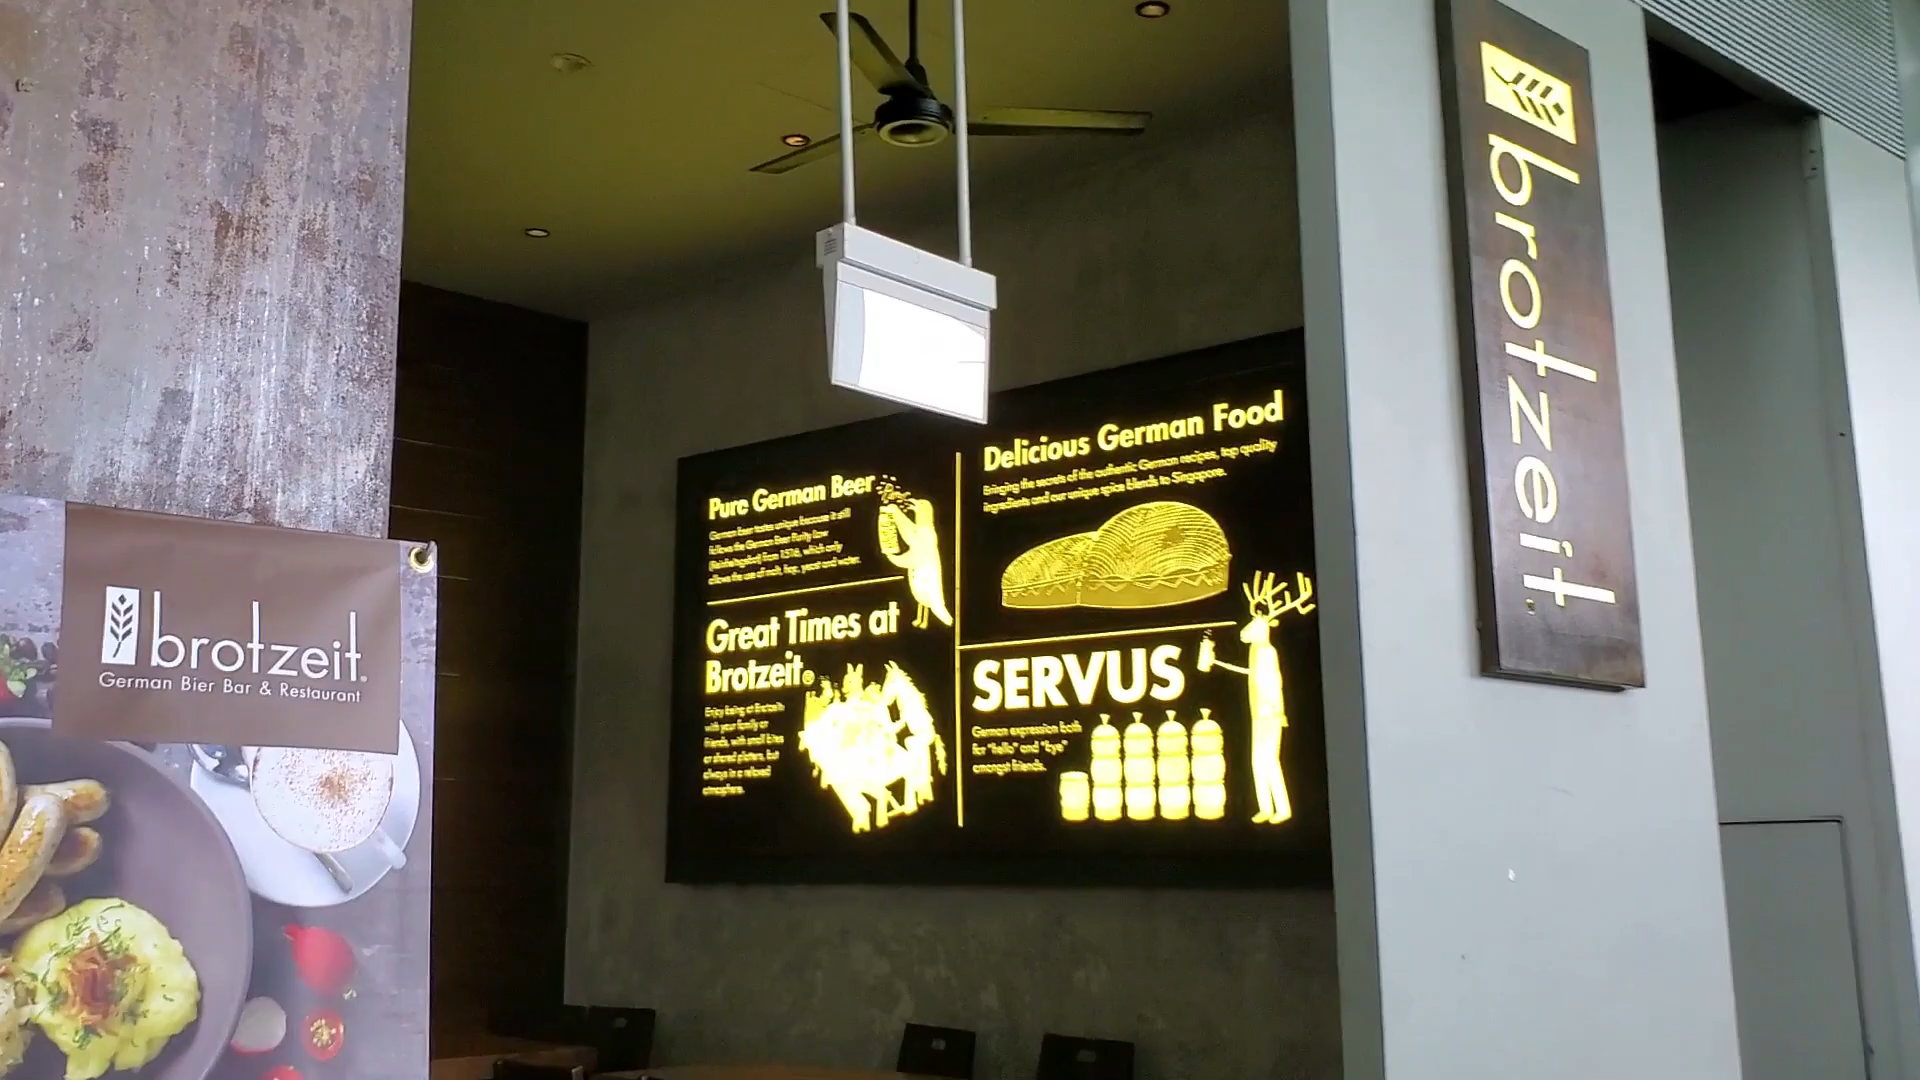 brotzeit®
German Bier Bar & Restaurant
Pure German Beer
German beer tastes unique because it still
follows the German Beer Purity Law
(Reinheitsgebot) from 1516, which only
allows the use of malt, hop, yeast and water.
Great Times at
Brotzeit®
Enjoy being at Brotzeit
with your family or
friends, with small bites
or shared platters, but
always in a relaxed
atmosphere.
Delicious German Food
Bringing the secrets of the authentic German recipes, top quality
ingredients and our unique spice blends to Singapore.
SERVUS
German expression both
for "hello" and "bye"
amongst friends.
brotzeit